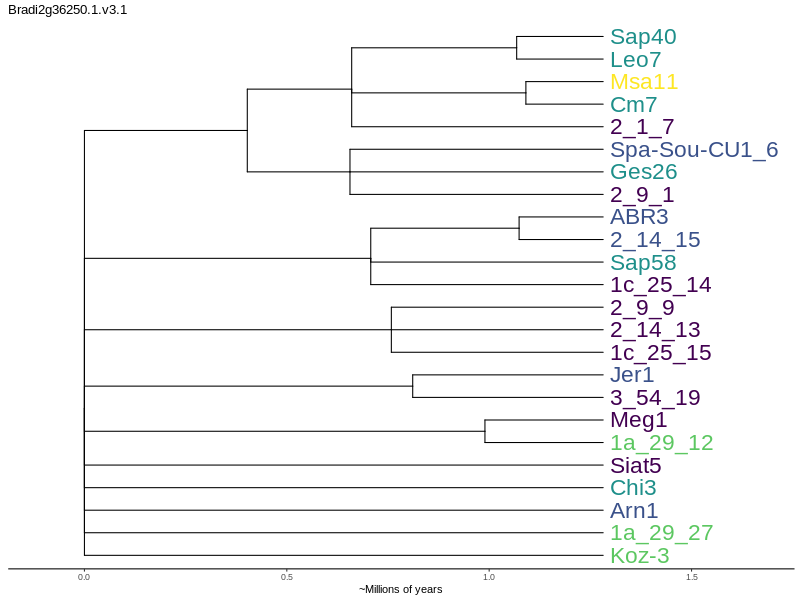 Bradi2g36250.1.v3.1
Sap40
Leo7
Msa11
Cm7
2_1_7
Spa-Sou-CU1_6
Ges26
2_9_1
ABR3
2_14_15
Sap58
1c_25_14
2_9_9
2_14_13
1c_25_15
Jer1
3_54_19
Meg1
1a_29_12
Siat5
Chi3
Arn1
1a_29_27
Koz-3
0.0 0.5 1.0 1.5
~Millions of years